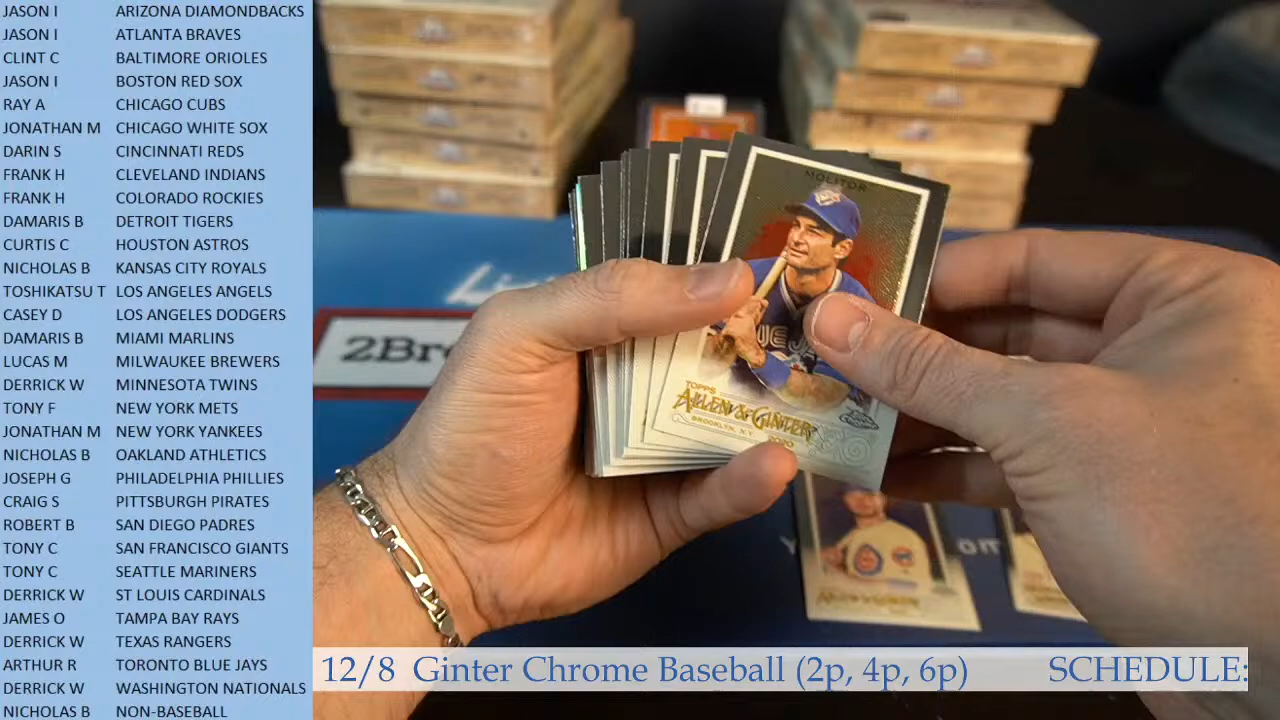 JASON I ARIZONA DIAMONDBACKS
JASON I ATLANTA BRAVES
CLINT C BALTIMORE ORIOLES
JASON I BOSTON RED SOX
RAY A CHICAGO CUBS
JONATHAN M CHICAGO WHITE SOX
DARIN S CINCINNATI REDS
FRANK H CLEVELAND INDIANS
FRANK H COLORADO ROCKIES
DAMARIS B DETROIT TIGERS
CURTIS C HOUSTON ASTROS
NICHOLAS B KANSAS CITY ROYALS
TOSHIKATSU T LOS ANGELES ANGELS
CASEY D LOS ANGELES DODGERS
DAMARIS B MIAMI MARLINS
LUCAS M MILWAUKEE BREWERS
DERRICK W MINNESOTA TWINS
TONY F NEW YORK METS
JONATHAN M NEW YORK YANKEES
NICHOLAS B OAKLAND ATHLETICS
JOSEPH G PHILADELPHIA PHILLIES
CRAIG S PITTSBURGH PIRATES
ROBERT B SAN DIEGO PADRES
TONY C SAN FRANCISCO GIANTS
TONY C SEATTLE MARINERS
DERRICK W ST LOUIS CARDINALS
JAMES O TAMPA BAY RAYS
DERRICK W TEXAS RANGERS
ARTHUR R TORONTO BLUE JAYS
DERRICK W WASHINGTON NATIONALS
NICHOLAS B NON-BASEBALL
MOLITOR
TOPPS
ALLEN & GINTER
BROOKLYN, N.Y. 2020
2Bro
12/8 Ginter Chrome Baseball (2p, 4p, 6p) SCHEDULE: